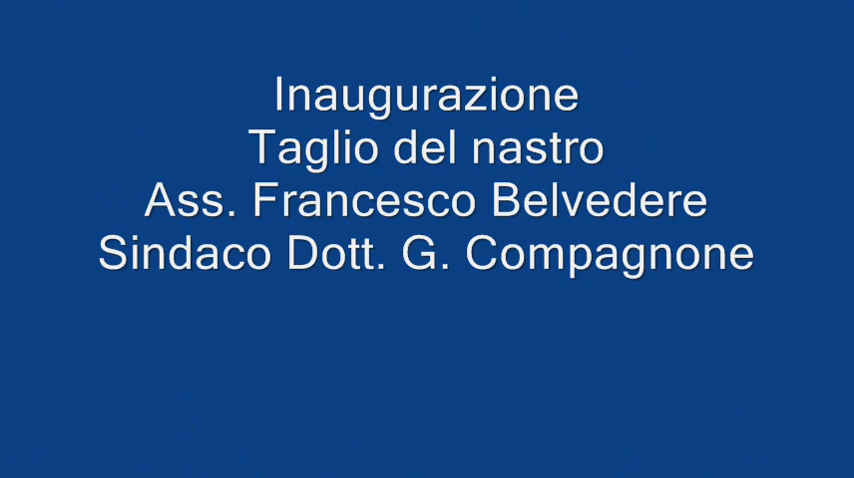 Inaugurazione
Taglio del nastro
Ass. Francesco Belvedere
Sindaco Dott. G. Compagnone